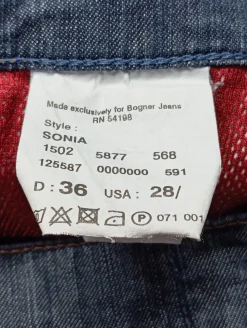 Made exclusively for Bogner Jeans
RN 54198
Style :
SONIA
1502 5877 568
125587 0000000 591
D : 36 USA : 28/
P 071 001